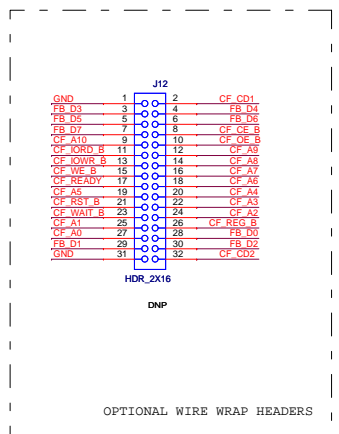 J12
GND 1 2 CF_CD1
FB_D3 3 4 FB_D4
FB_D5 5 6 FB_D6
FB_D7 7 8 CF_CE_B
CF_A10 9 10 CF_OE_B
CF_IORD_B 11 12 CF_A9
CF_IOWR_B 13 14 CF_A8
CF_WE_B 15 16 CF_A7
CF_READY 17 18 CF_A6
CF_A5 19 20 CF_A4
CF_RST_B 21 22 CF_A3
CF_WAIT_B 23 24 CF_A2
CF_A1 25 26 CF_REG_B
CF_A0 27 28 FB_D0
FB_D1 29 30 FB_D2
GND 31 32 CF_CD2
HDR_2X16
DNP
OPTIONAL WIRE WRAP HEADERS